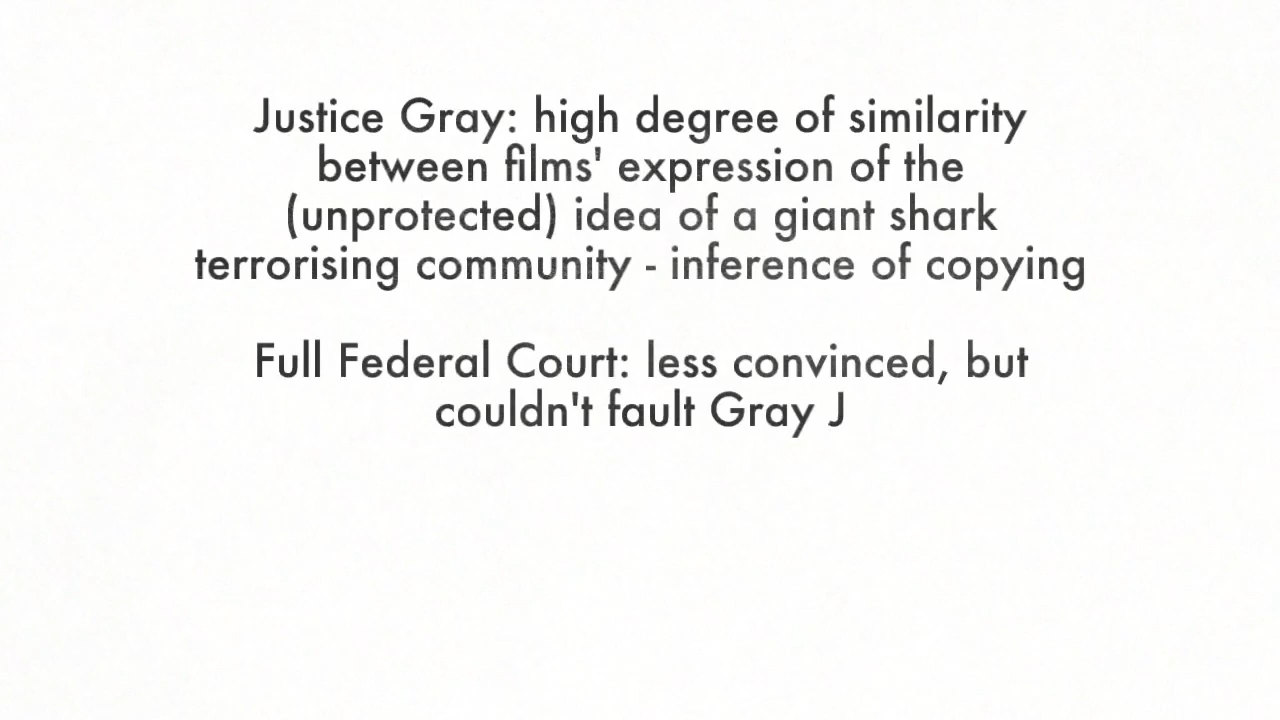 Justice Gray: high degree of similarity
between films' expression of the
(unprotected) idea of a giant shark
terrorising community - inference of copying
Full Federal Court: less convinced, but
couldn't fault Gray J